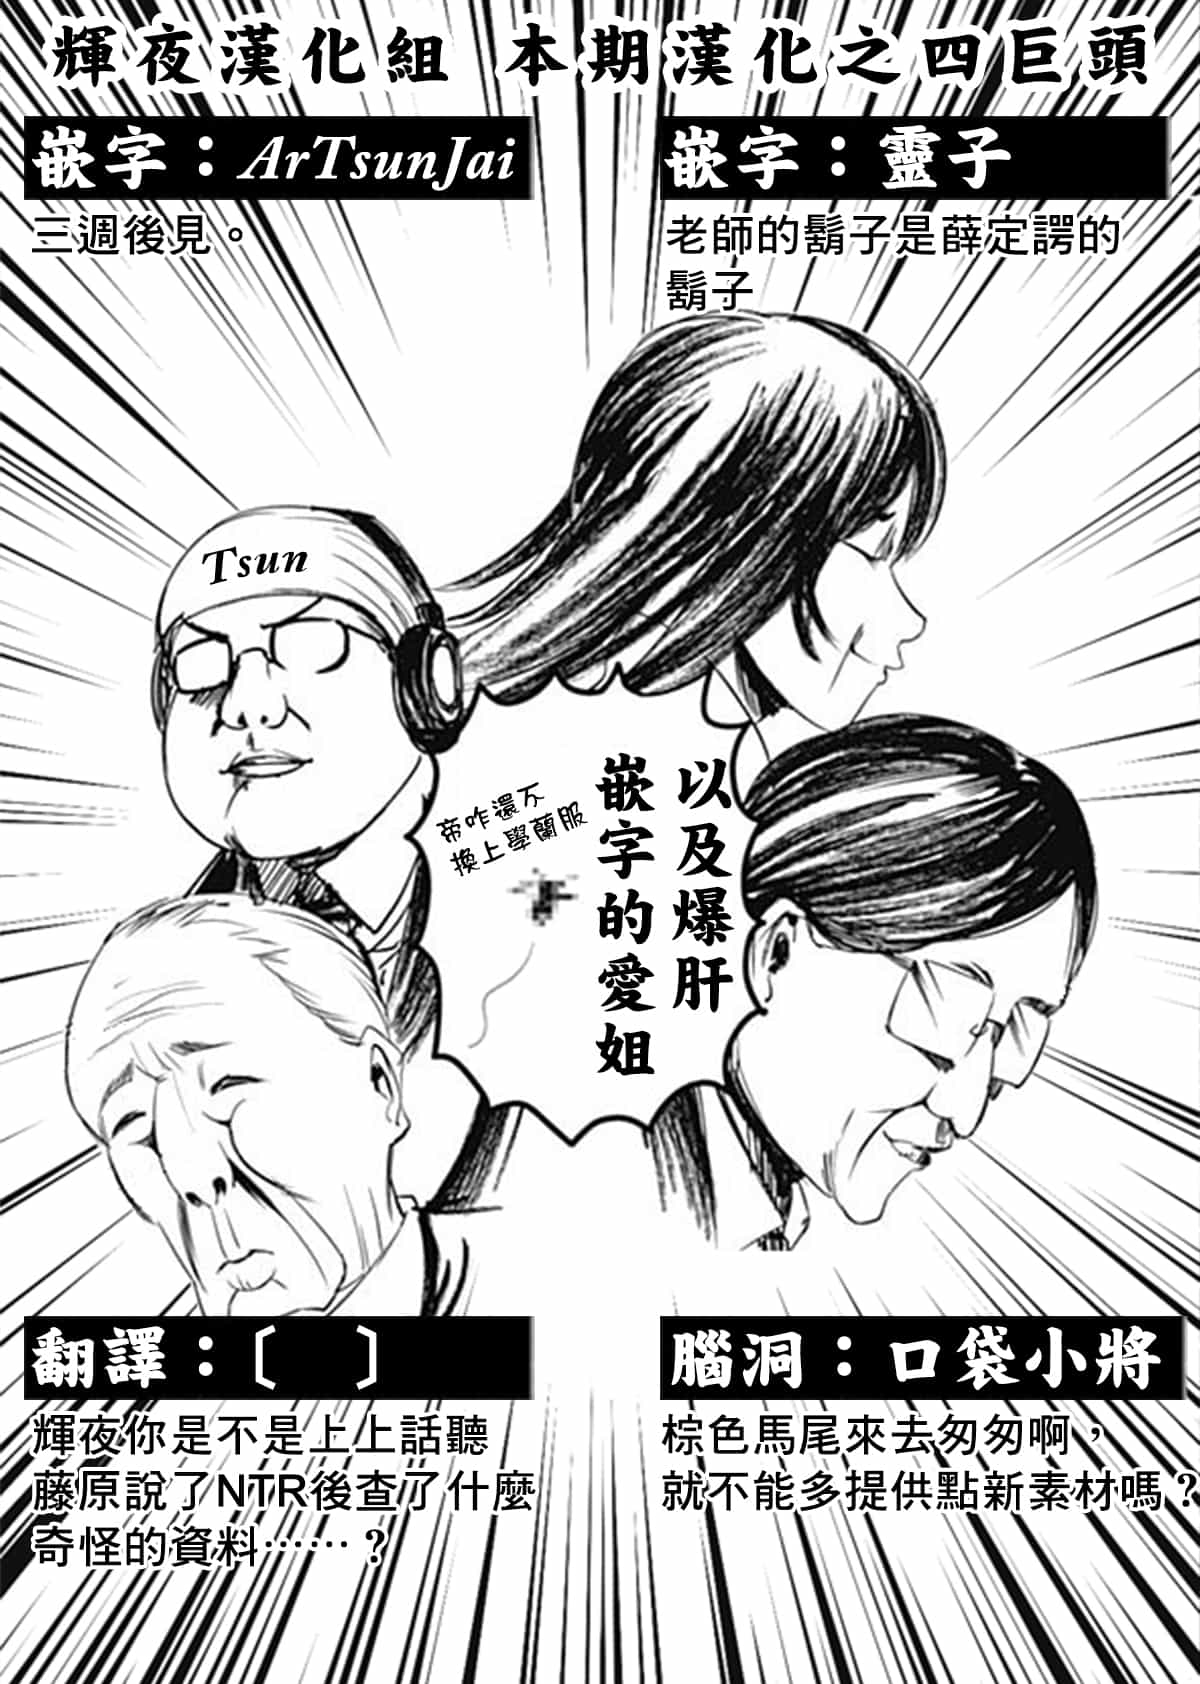 輝夜漢化組 本期漢化之四巨頭
嵌字：ArTsunJai
三週後見。
嵌字：靈子
老師的鬍子是薛定諤的
鬍子
Tsun
以及爆肝
嵌字的愛姐
帝咋還不
換上學蘭服
翻譯：〔　〕
輝夜你是不是上上話聽
藤原說了NTR後查了什麼
奇怪的資料……？
腦洞：口袋小將
棕色馬尾來去匆匆啊，
就不能多提供點新素材嗎？